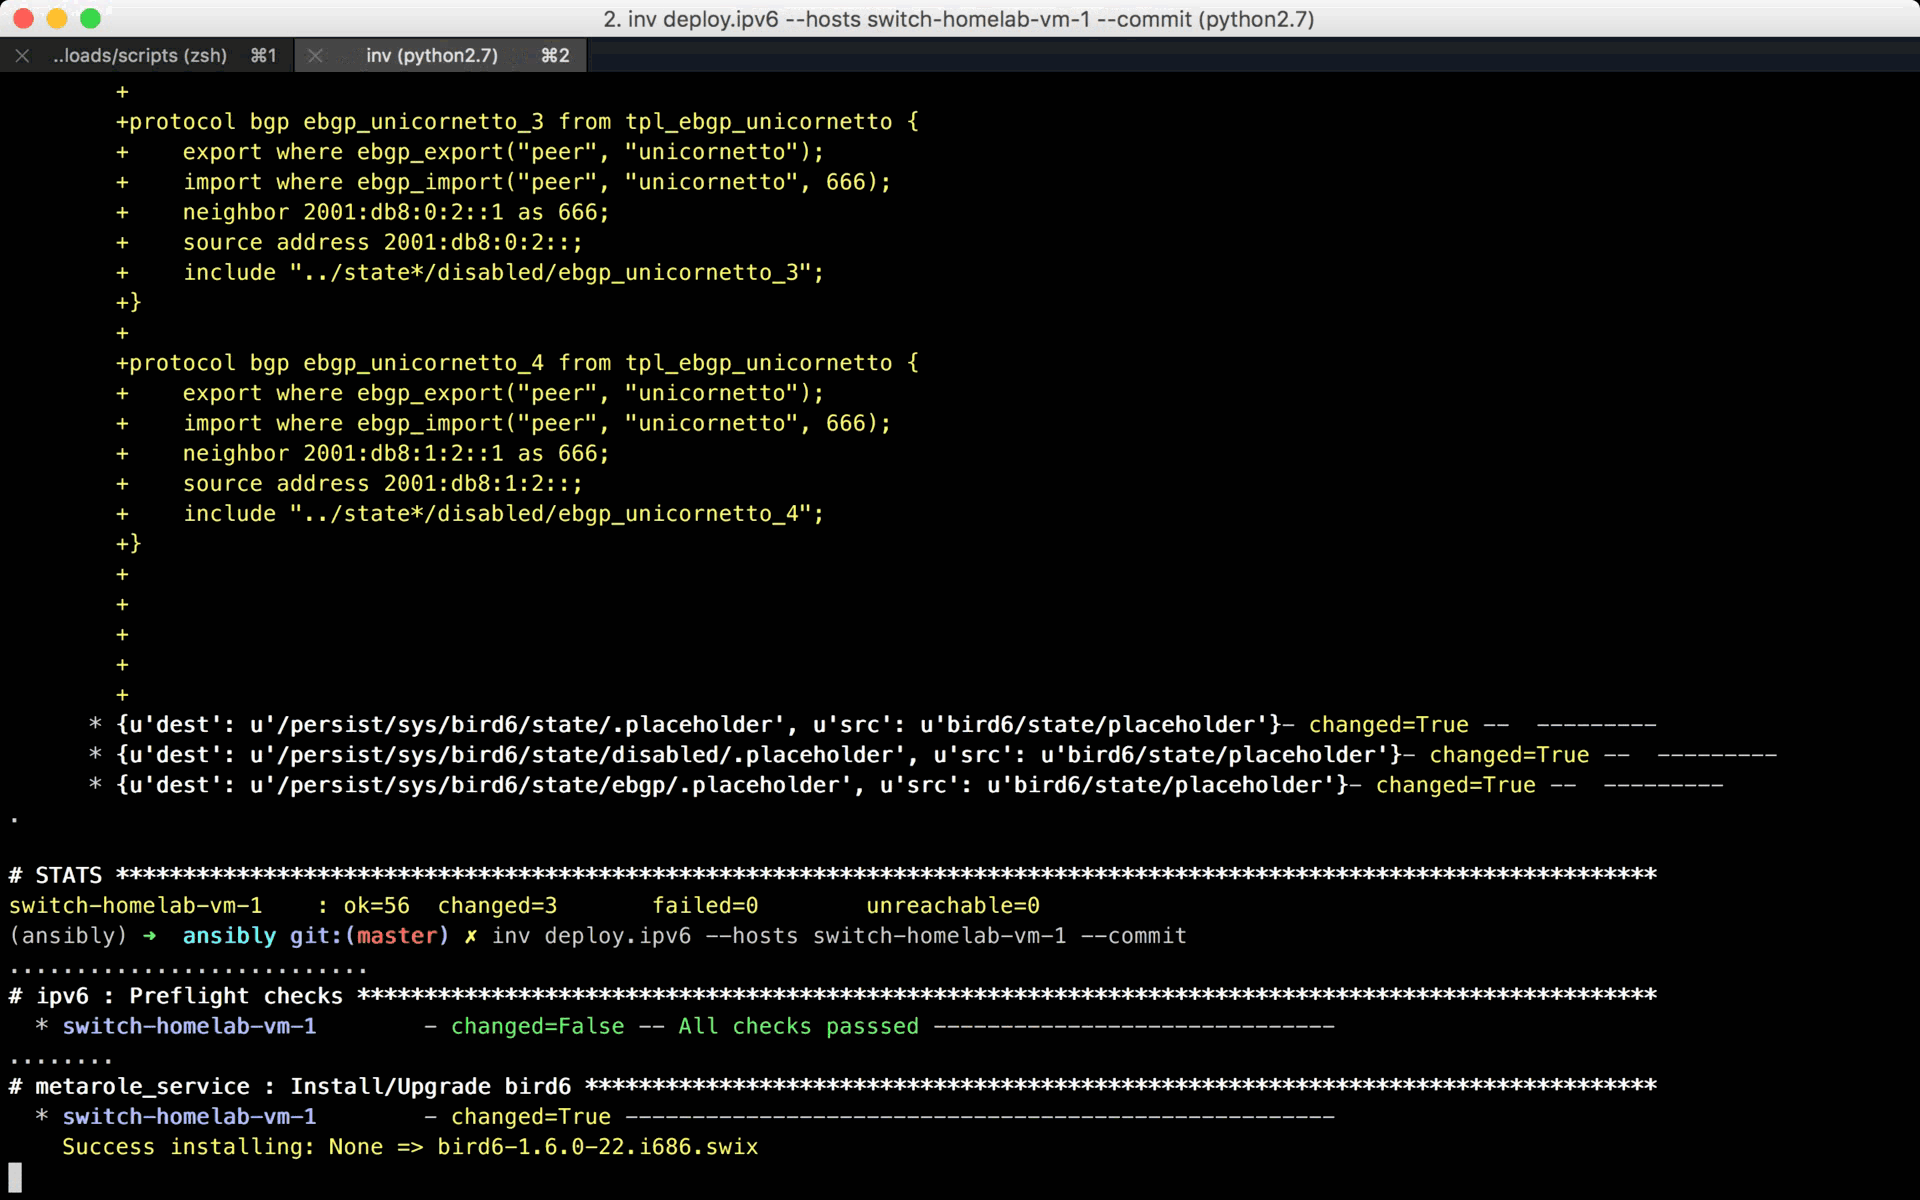 2. inv deploy.ipv6 --hosts switch-homelab-vm-1 --commit (python2.7)
..loads/scripts (zsh) ⌘1 inv (python2.7) ⌘2
+
+protocol bgp ebgp_unicornetto_3 from tpl_ebgp_unicornetto {
+    export where ebgp_export("peer", "unicornetto");
+    import where ebgp_import("peer", "unicornetto", 666);
+    neighbor 2001:db8:0:2::1 as 666;
+    source address 2001:db8:0:2::;
+    include "../state*/disabled/ebgp_unicornetto_3";
+}
+
+protocol bgp ebgp_unicornetto_4 from tpl_ebgp_unicornetto {
+    export where ebgp_export("peer", "unicornetto");
+    import where ebgp_import("peer", "unicornetto", 666);
+    neighbor 2001:db8:1:2::1 as 666;
+    source address 2001:db8:1:2::;
+    include "../state*/disabled/ebgp_unicornetto_4";
+}
+
+
+
+
+
* {u'dest': u'/persist/sys/bird6/state/.placeholder', u'src': u'bird6/state/placeholder'}- changed=True --  ---------
* {u'dest': u'/persist/sys/bird6/state/disabled/.placeholder', u'src': u'bird6/state/placeholder'}- changed=True --  ---------
* {u'dest': u'/persist/sys/bird6/state/ebgp/.placeholder', u'src': u'bird6/state/placeholder'}- changed=True --  ---------
.
# STATS *******************************************************************************************************************
switch-homelab-vm-1    : ok=56  changed=3       failed=0        unreachable=0
(ansibly) ➜  ansibly git:(master) ✗ inv deploy.ipv6 --hosts switch-homelab-vm-1 --commit
...........................
# ipv6 : Preflight checks *************************************************************************************************
* switch-homelab-vm-1        - changed=False -- All checks passsed ------------------------------
........
# metarole_service : Install/Upgrade bird6 ********************************************************************************
* switch-homelab-vm-1        - changed=True -----------------------------------------------------
Success installing: None => bird6-1.6.0-22.i686.swix